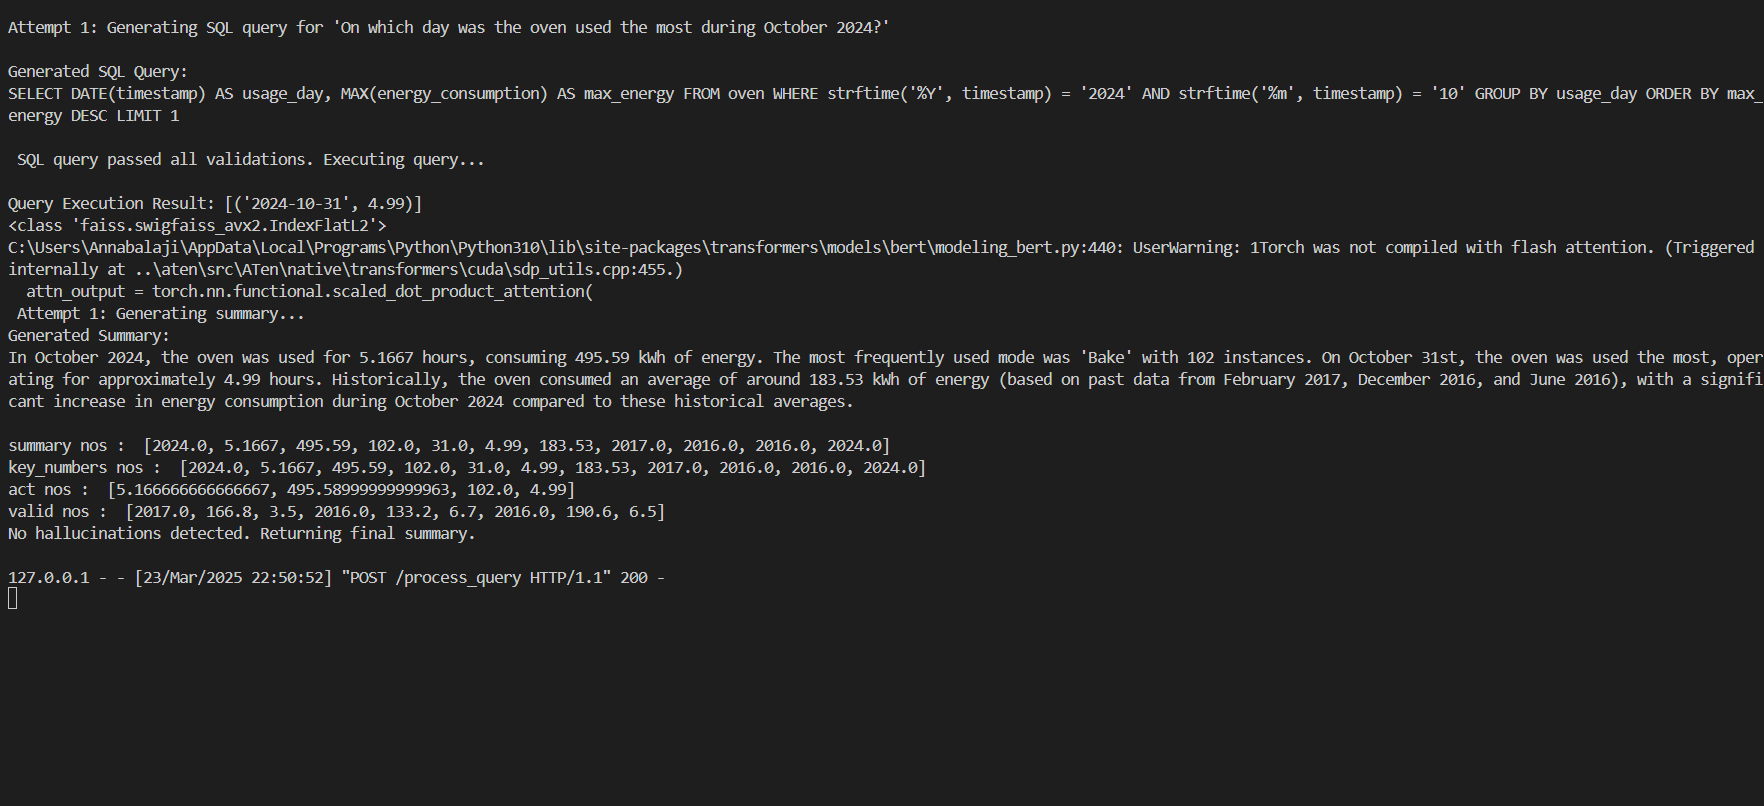 Attempt 1: Generating SQL query for 'On which day was the oven used the most during October 2024?'
Generated SQL Query:
SELECT DATE(timestamp) AS usage_day, MAX(energy_consumption) AS max_energy FROM oven WHERE strftime('%Y', timestamp) = '2024' AND strftime('%m', timestamp) = '10' GROUP BY usage_day ORDER BY max_
energy DESC LIMIT 1
SQL query passed all validations. Executing query...
Query Execution Result: [('2024-10-31', 4.99)]
<class 'faiss.swigfaiss_avx2.IndexFlatL2'>
C:\Users\Annabalaji\AppData\Local\Programs\Python\Python310\lib\site-packages\transformers\models\bert\modeling_bert.py:440: UserWarning: 1Torch was not compiled with flash attention. (Triggered
internally at ..\aten\src\ATen\native\transformers\cuda\sdp_utils.cpp:455.)
attn_output = torch.nn.functional.scaled_dot_product_attention(
Attempt 1: Generating summary...
Generated Summary:
In October 2024, the oven was used for 5.1667 hours, consuming 495.59 kWh of energy. The most frequently used mode was 'Bake' with 102 instances. On October 31st, the oven was used the most, oper
ating for approximately 4.99 hours. Historically, the oven consumed an average of around 183.53 kWh of energy (based on past data from February 2017, December 2016, and June 2016), with a signifi
cant increase in energy consumption during October 2024 compared to these historical averages.
summary nos :  [2024.0, 5.1667, 495.59, 102.0, 31.0, 4.99, 183.53, 2017.0, 2016.0, 2016.0, 2024.0]
key_numbers nos :  [2024.0, 5.1667, 495.59, 102.0, 31.0, 4.99, 183.53, 2017.0, 2016.0, 2016.0, 2024.0]
act nos :  [5.166666666666667, 495.58999999999963, 102.0, 4.99]
valid nos :  [2017.0, 166.8, 3.5, 2016.0, 133.2, 6.7, 2016.0, 190.6, 6.5]
No hallucinations detected. Returning final summary.
127.0.0.1 - - [23/Mar/2025 22:50:52] "POST /process_query HTTP/1.1" 200 -